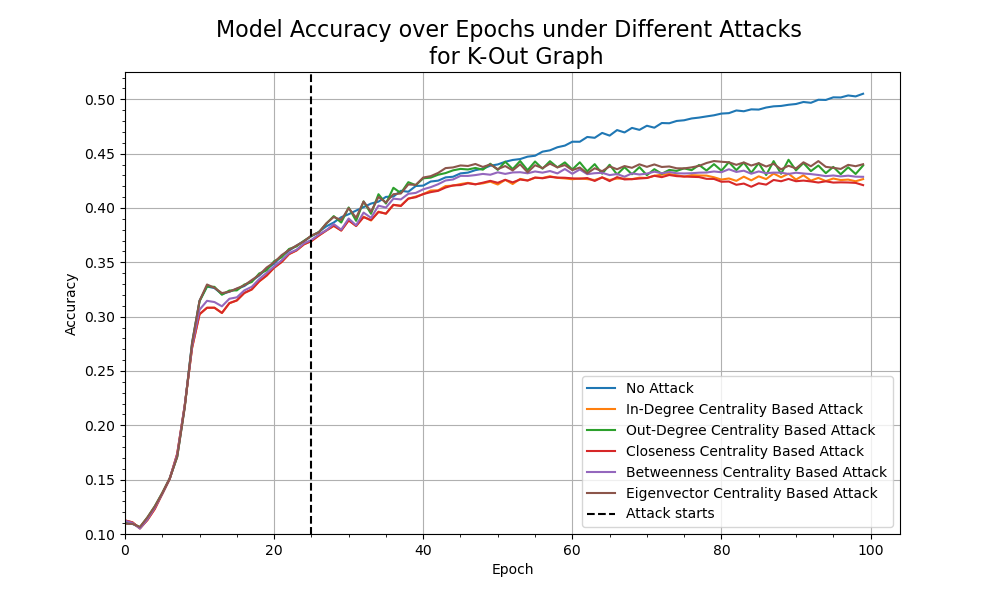 Model Accuracy over Epochs under Different Attacks
for K-Out Graph
Accuracy
0.50
0.45
0.40
0.35
0.30
0.25
0.20
0.15
0.10
0
20
40
60
80
100
Epoch
No Attack
In-Degree Centrality Based Attack
Out-Degree Centrality Based Attack
Closeness Centrality Based Attack
Betweenness Centrality Based Attack
Eigenvector Centrality Based Attack
Attack starts